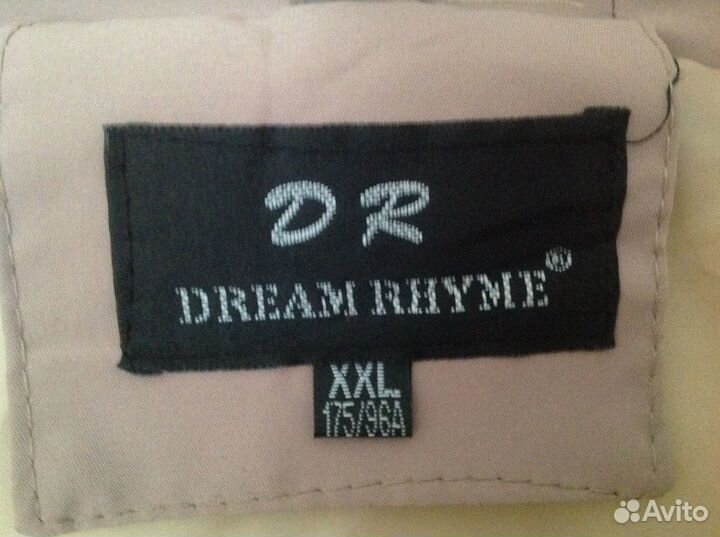 DR
DREAM RHYME®
XXL
175/96A
Avito